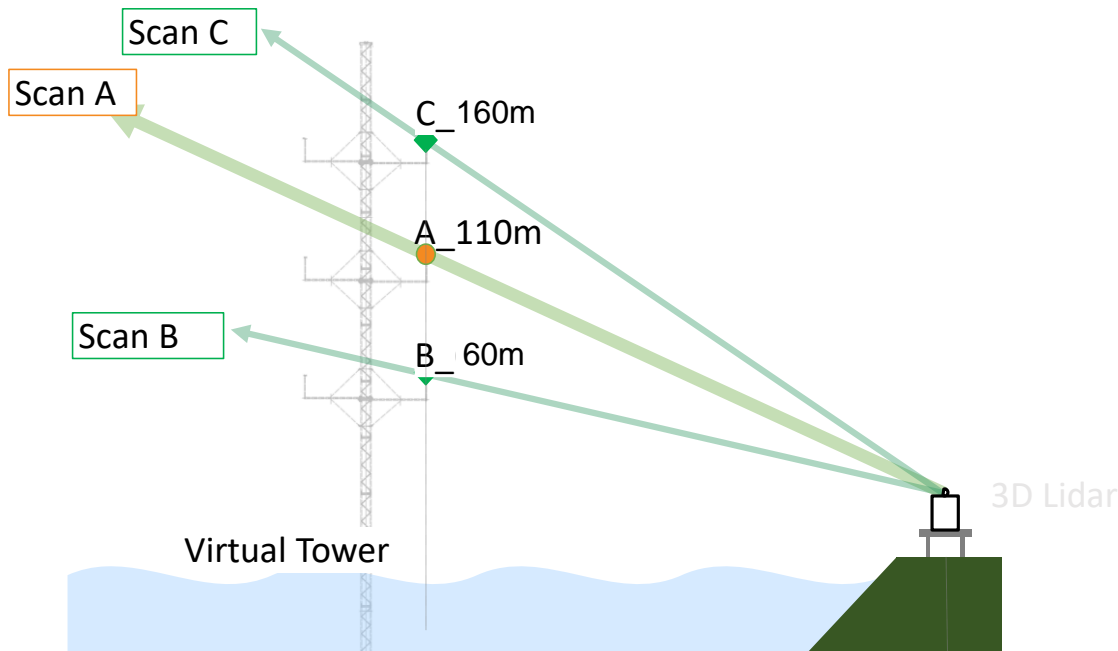 Scan C
Scan A
C_160m
A_110m
Scan B
B_ 60m
3D Lidar
Virtual Tower